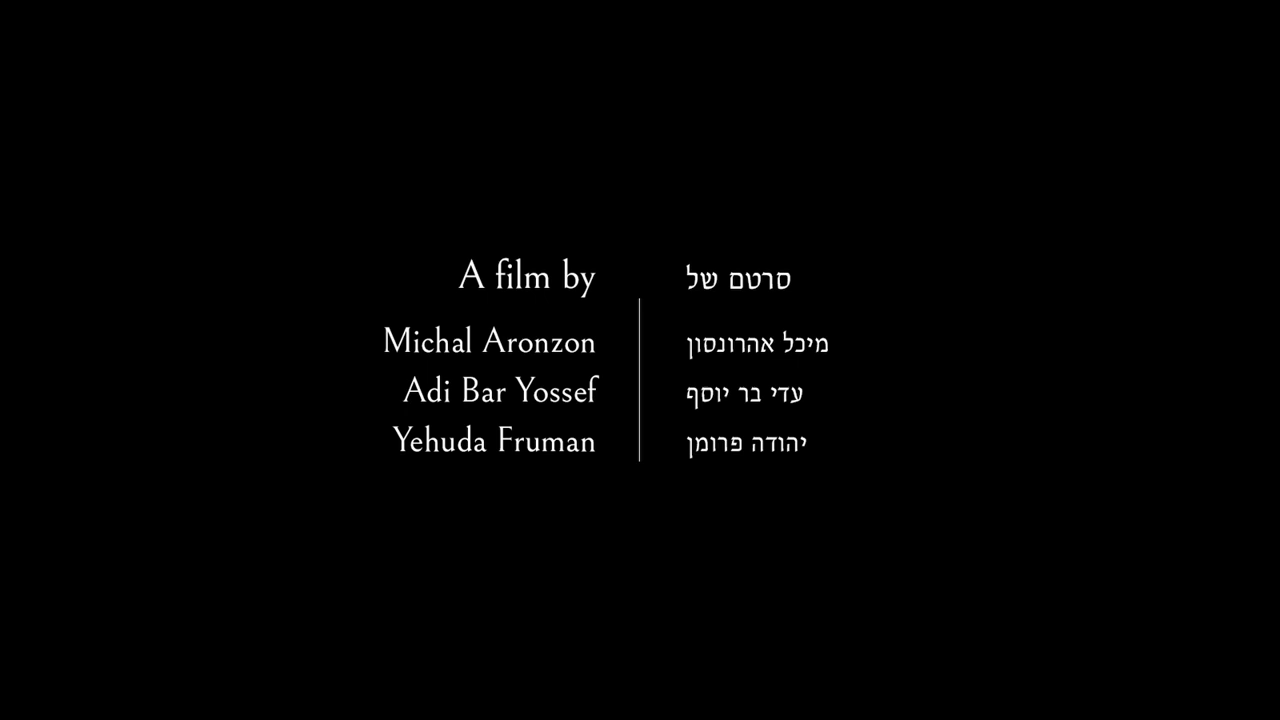 A film by
Michal Aronzon
Adi Bar Yossef
Yehuda Fruman
סרטם של
מיכל אהרונסון
עדי בר יוסף
יהודה פרומן